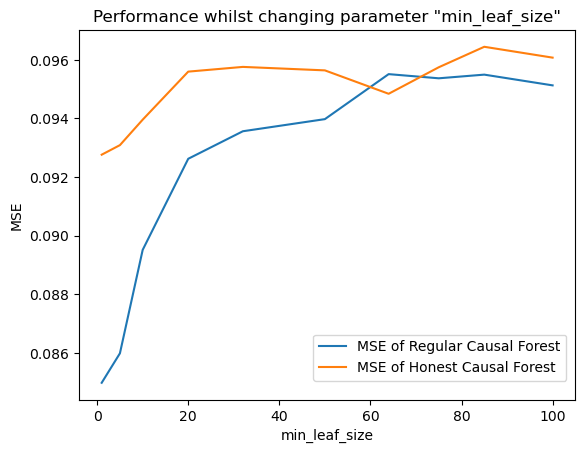 Performance whilst changing parameter "min_leaf_size"
0.096
0.094
0.092
0.090
0.088
0.086
MSE
MSE of Regular Causal Forest
MSE of Honest Causal Forest
0 20 40 60 80 100
min_leaf_size